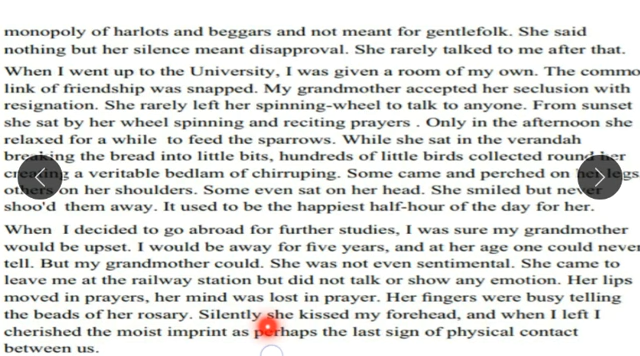 monopoly of harlots and beggars and not meant for gentlefolk. She said
nothing but her silence meant disapproval. She rarely talked to me after that.
When I went up to the University, I was given a room of my own. The commo
link of friendship was snapped. My grandmother accepted her seclusion with
resignation. She rarely left her spinning-wheel to talk to anyone. From sunset
she sat by her wheel spinning and reciting prayers . Only in the afternoon she
relaxed for a while to feed the sparrows. While she sat in the verandah
breaking the bread into little bits, hundreds of little birds collected round her
creating a veritable bedlam of chirruping. Some came and perched on her legs
others on her shoulders. Some even sat on her head. She smiled but never
shoo'd them away. It used to be the happiest half-hour of the day for her.
When I decided to go abroad for further studies, I was sure my grandmother
would be upset. I would be away for five years, and at her age one could never
tell. But my grandmother could. She was not even sentimental. She came to
leave me at the railway station but did not talk or show any emotion. Her lips
moved in prayers, her mind was lost in prayer. Her fingers were busy telling
the beads of her rosary. Silently she kissed my forehead, and when I left I
cherished the moist imprint as perhaps the last sign of physical contact
between us.